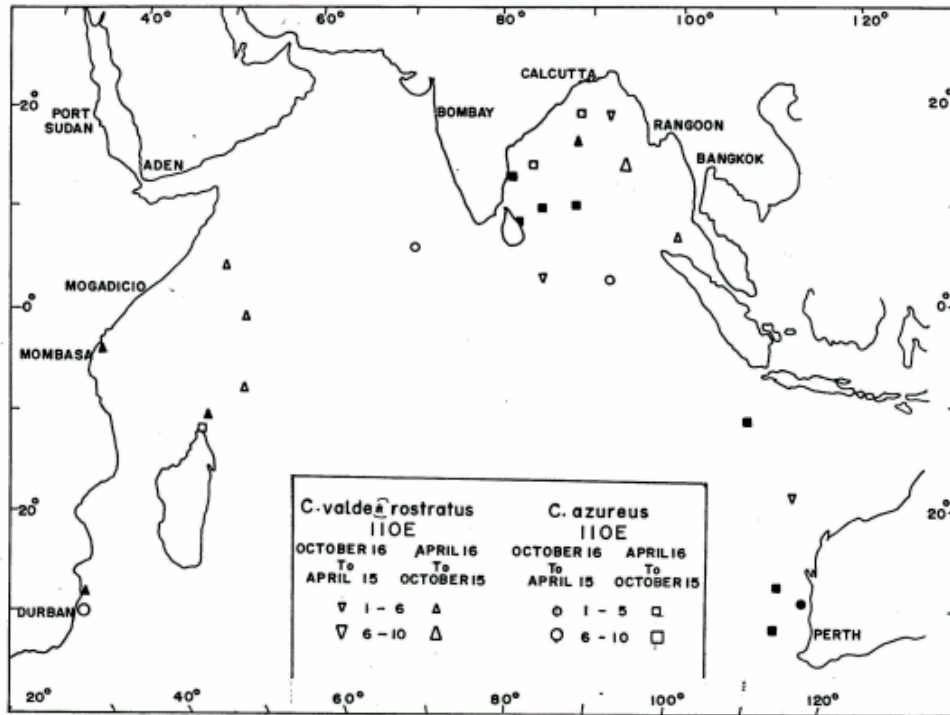 40° 60° 80° 100° 120°
CALCUTTA
20° 20°
PORT SUDAN BOMBAY
RANGOON
ADEN BANGKOK
MOGADICIO
0° 0°
MOMBASA
C. valde rostratus C. azureus
110E 110E
OCTOBER 16 APRIL 16 OCTOBER 16 APRIL 16
To To To To
APRIL 15 OCTOBER 15 APRIL 15 OCTOBER 15
1 - 6 1 - 5
6 - 10 6 - 10
20° 20°
DURBAN
PERTH
20° 40° 60° 80° 100° 120°